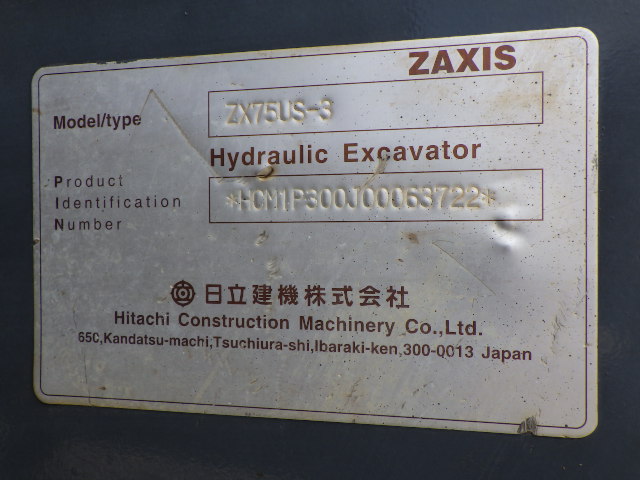 ZAXIS
Model/type ZX75US-3
Hydraulic Excavator
Product
Identification *HCM1P300J00063722*
Number
日立建機株式会社
Hitachi Construction Machinery Co.,Ltd.
650,Kandatsu-machi,Tsuchiura-shi,Ibaraki-ken,300-0013 Japan